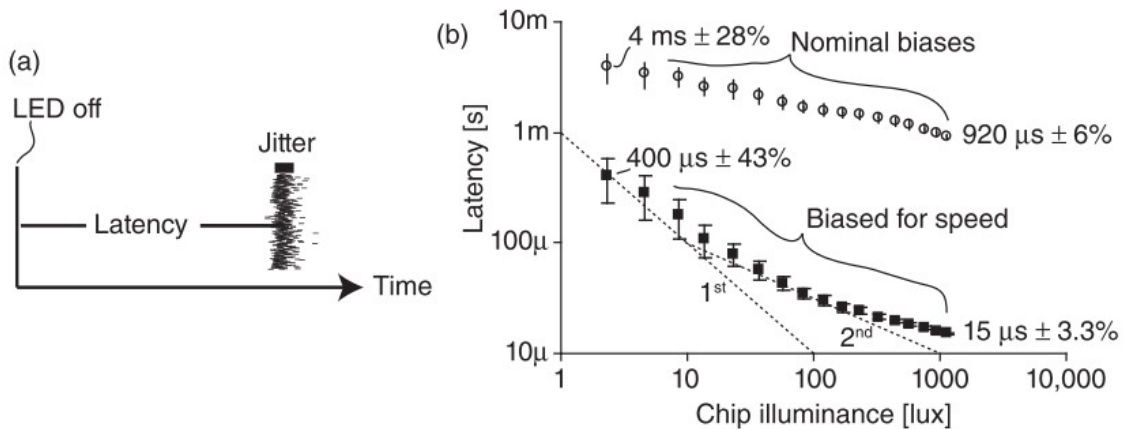 (a)
LED off
Jitter
Latency
Time
(b)
Latency [s]
10m
1m
100µ
10µ
4 ms ± 28%
Nominal biases
920 µs ± 6%
400 µs ± 43%
Biased for speed
1st
2nd
15 µs ± 3.3%
1
10
100
1000
10,000
Chip illuminance [lux]